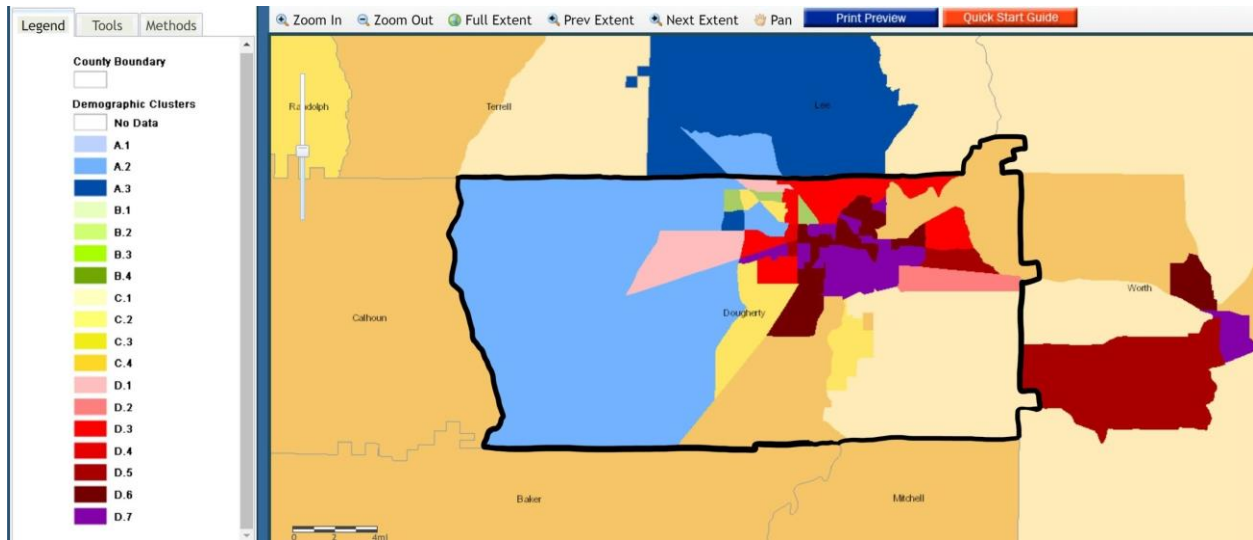 Legend Tools Methods
Zoom In Zoom Out Full Extent Prev Extent Next Extent Pan Print Preview Quick Start Guide
County Boundary
Demographic Clusters
No Data
A.1
A.2
A.3
B.1
B.2
B.3
B.4
C.1
C.2
C.3
C.4
D.1
D.2
D.3
D.4
D.5
D.6
D.7
Randolph Terrell Lee
Calhoun Dougherty Worth
Baker Mitchell
0 2 4mi